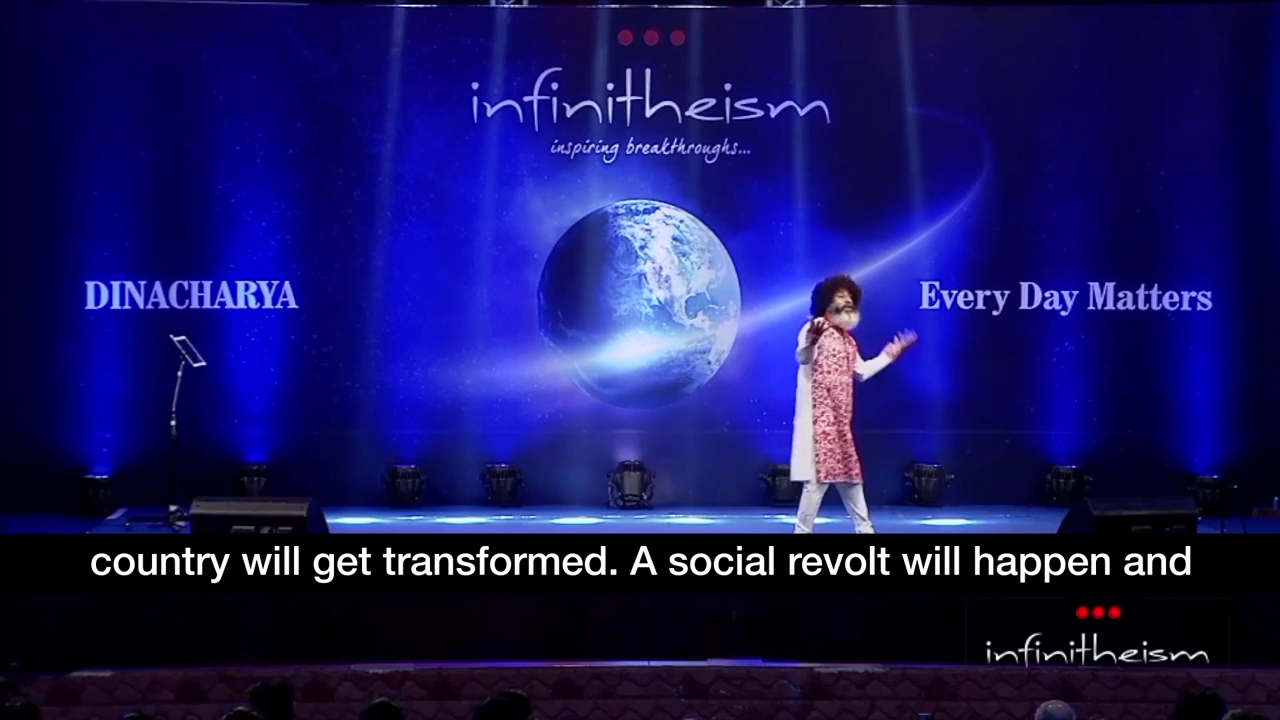 infinitheism
inspiring breakthroughs...
DINACHARYA
Every Day Matters
country will get transformed. A social revolt will happen and
infinitheism